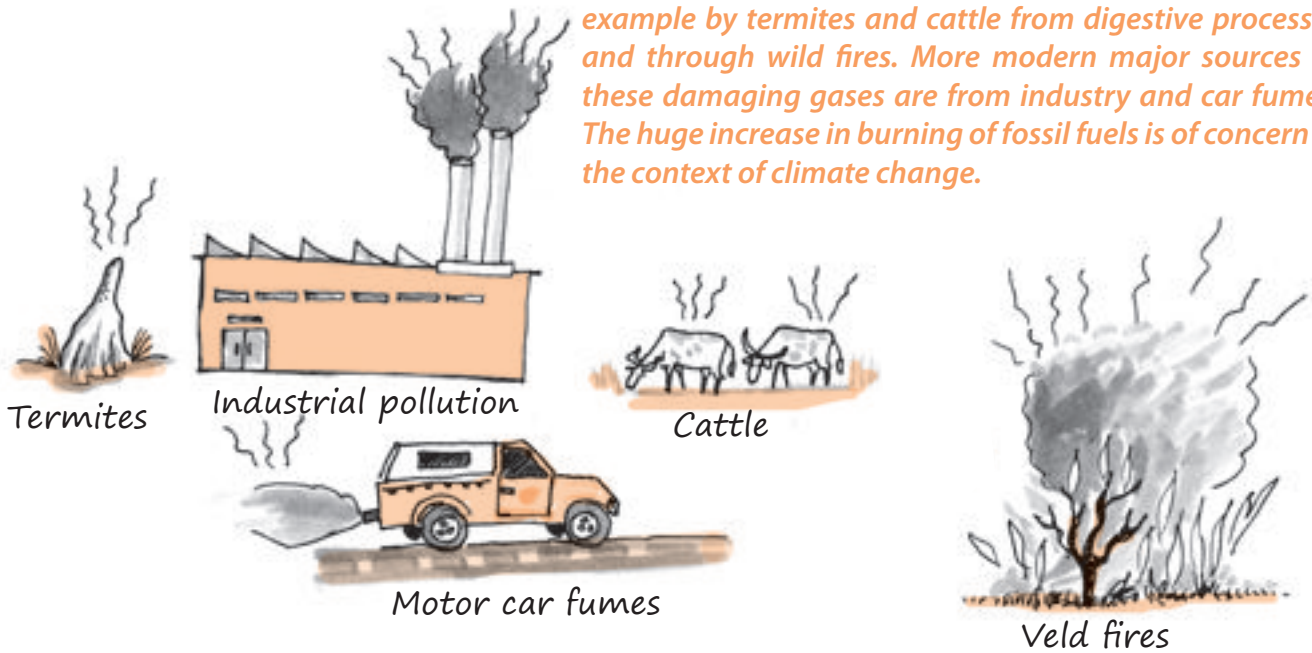 example by termites and cattle from digestive process
and through wild fires. More modern major sources
these damaging gases are from industry and car fume
The huge increase in burning of fossil fuels is of concern
the context of climate change.
Termites
Industrial pollution
Cattle
Motor car fumes
Veld fires